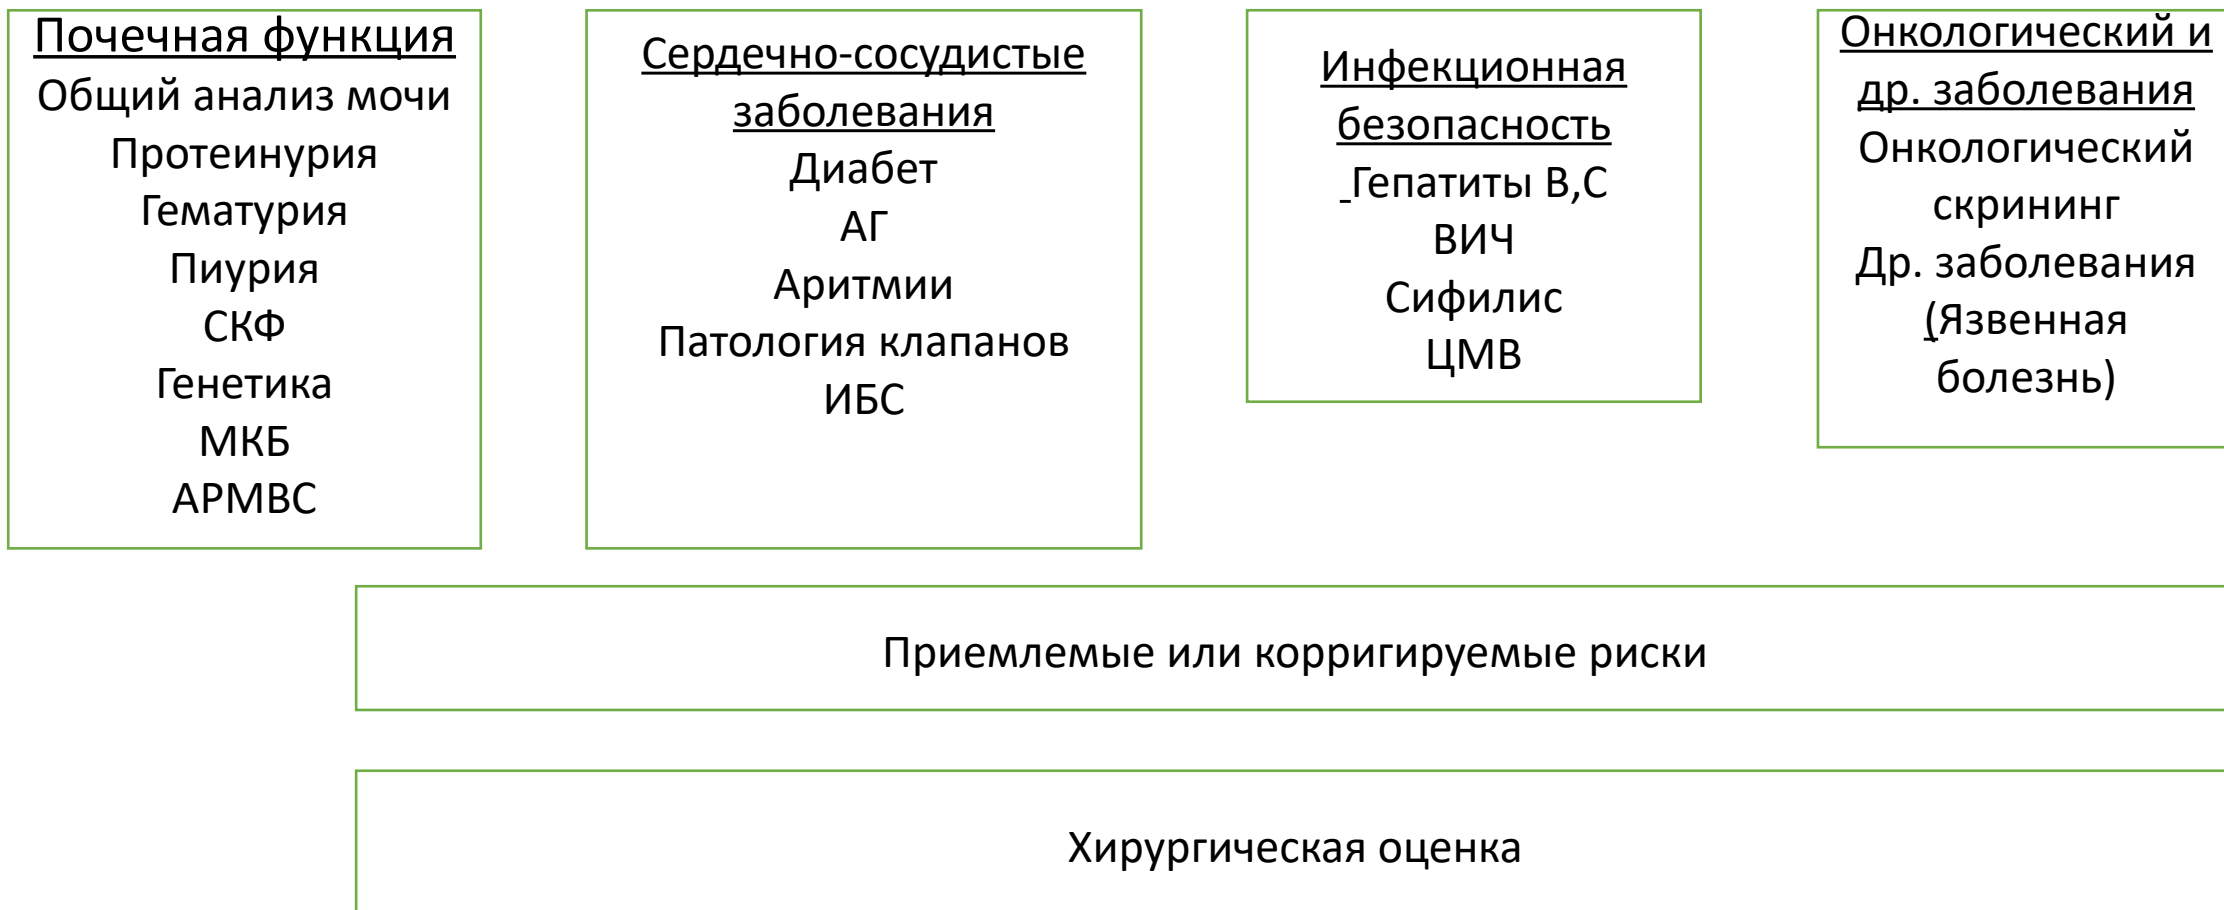 Почечная функция
Общий анализ мочи
Протеинурия
Гематурия
Пиурия
СКФ
Генетика
МКБ
АРМВС
Сердечно-сосудистые
заболевания
Диабет
АГ
Аритмии
Патология клапанов
ИБС
Инфекционная
безопасность
Гепатиты В,С
ВИЧ
Сифилис
ЦМВ
Онкологический и
др. заболевания
Онкологический
скрининг
Др. заболевания
(Язвенная
болезнь)
Приемлемые или корригируемые риски
Хирургическая оценка